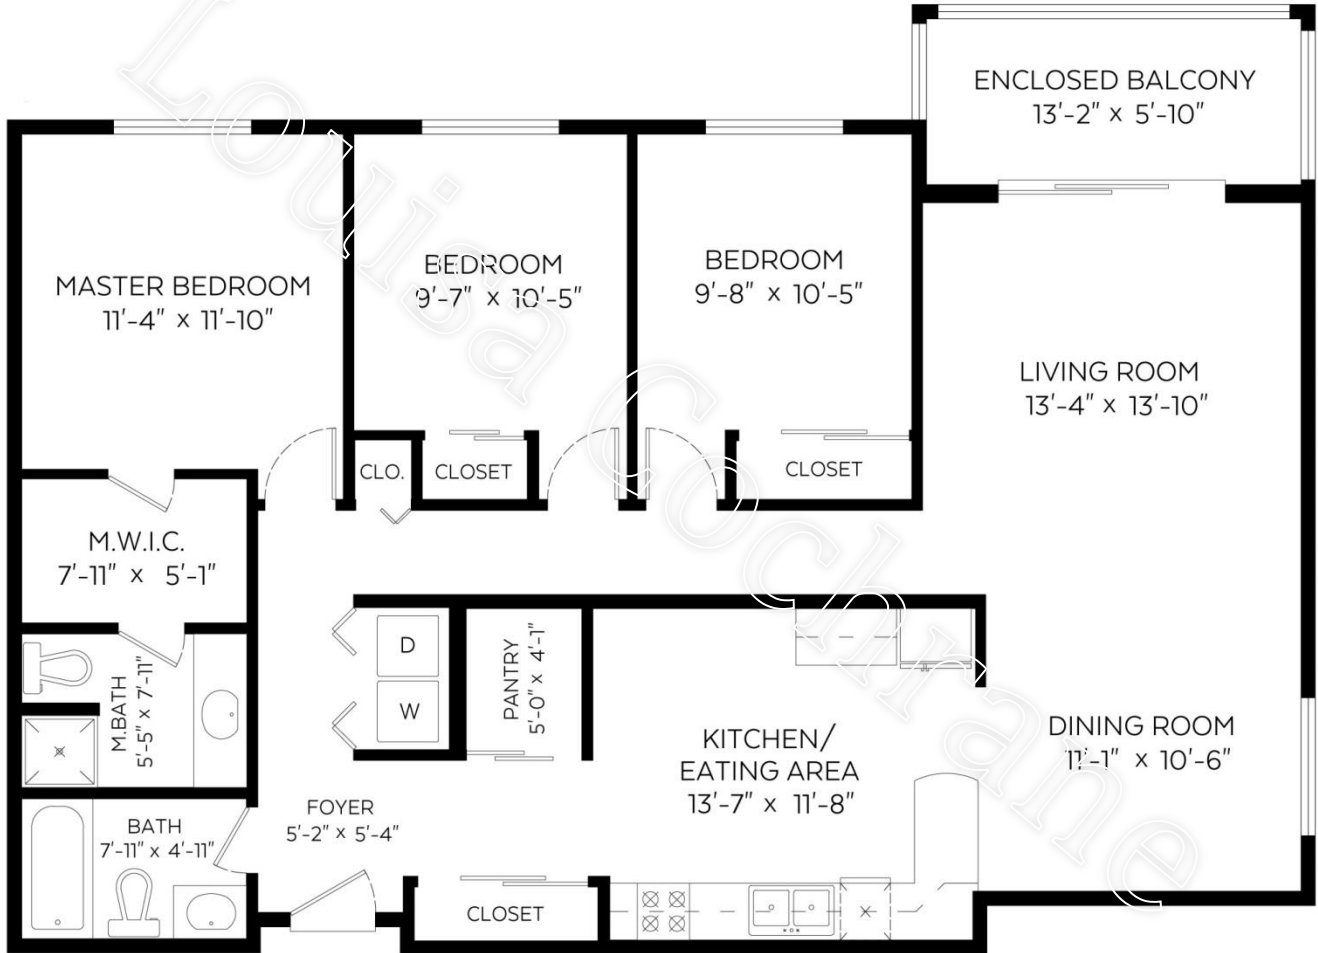 ENCLOSED BALCONY
13'-2" x 5'-10"
MASTER BEDROOM
11'-4" x 11'-10"
BEDROOM
9'-7" x 10'-5"
BEDROOM
9'-8" x 10'-5"
LIVING ROOM
13'-4" x 13'-10"
CLO.
CLOSET
CLOSET
M.W.I.C.
7'-11" x 5'-1"
D
W
PANTRY
5'-0" x 4'-1"
M.BATH
5'-5" x 7'-11"
KITCHEN/
EATING AREA
13'-7" x 11'-8"
DINING ROOM
11'-1" x 10'-6"
FOYER
5'-2" x 5'-4"
BATH
7'-11" x 4'-11"
CLOSET
Louisa Cochrane